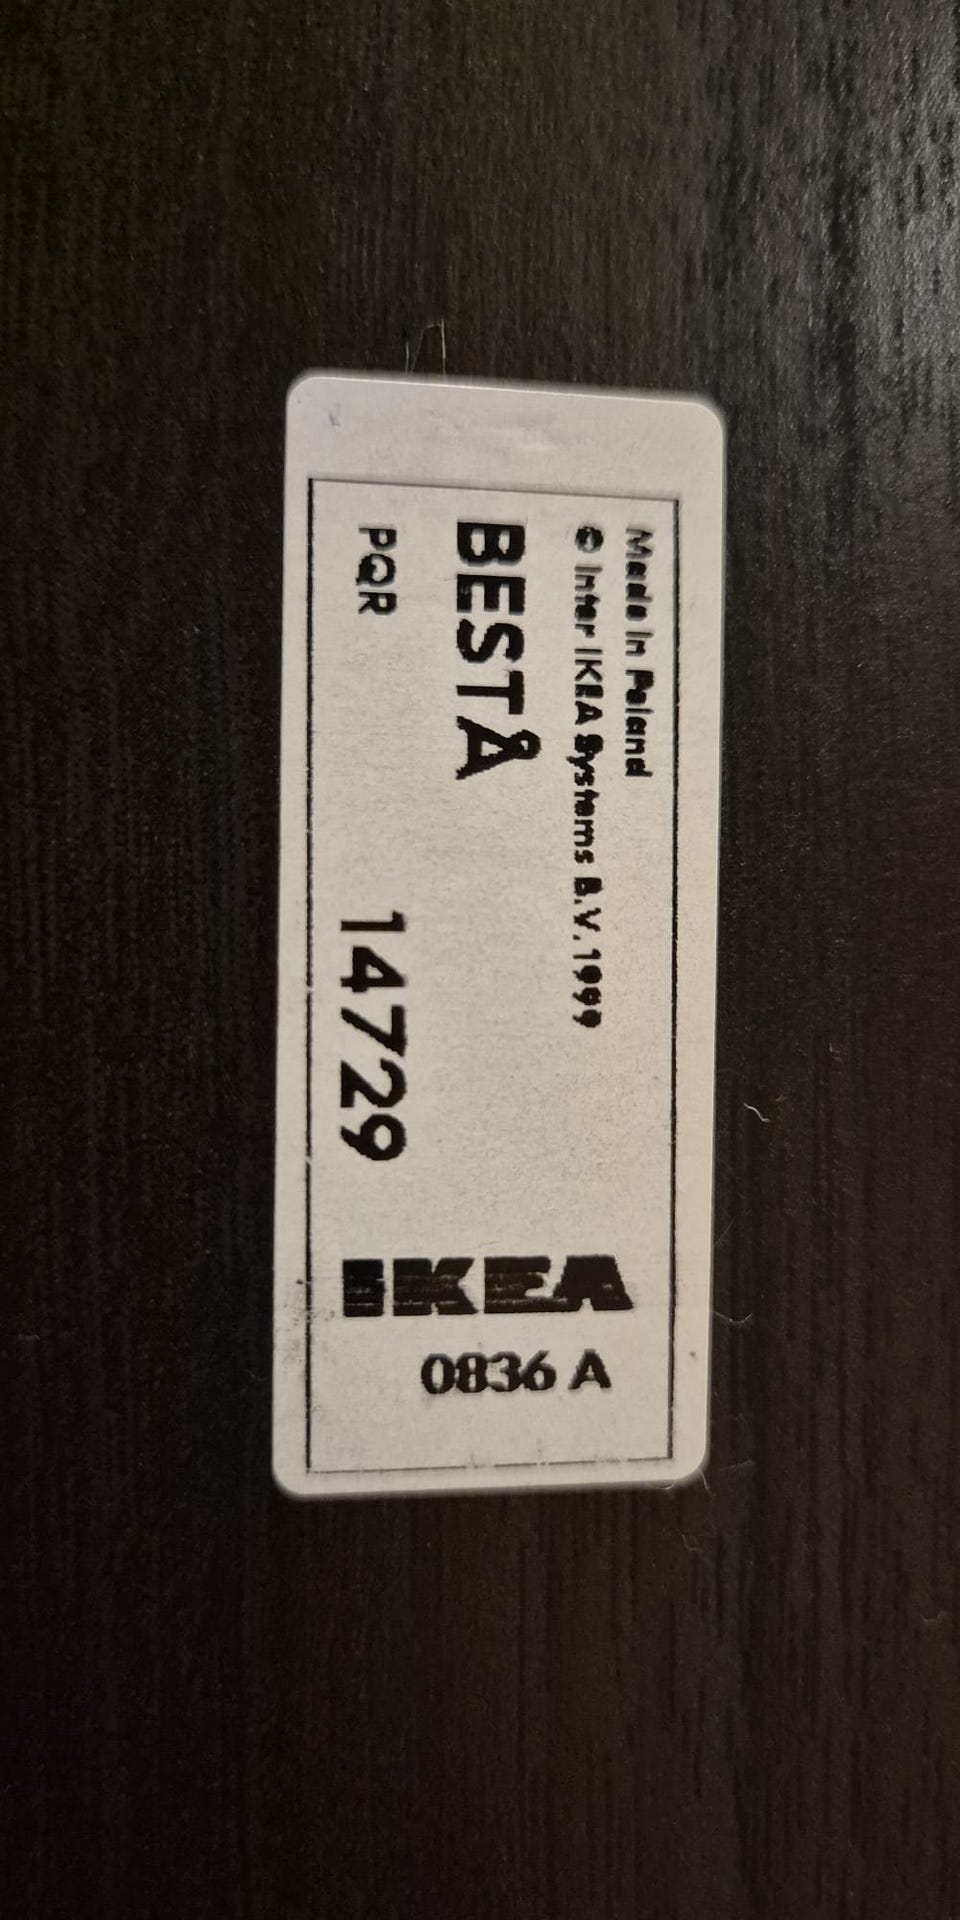 Made in Poland
© Inter IKEA Systems B.V. 1999
BESTÅ
PQR 14729
IKEA
0836 A